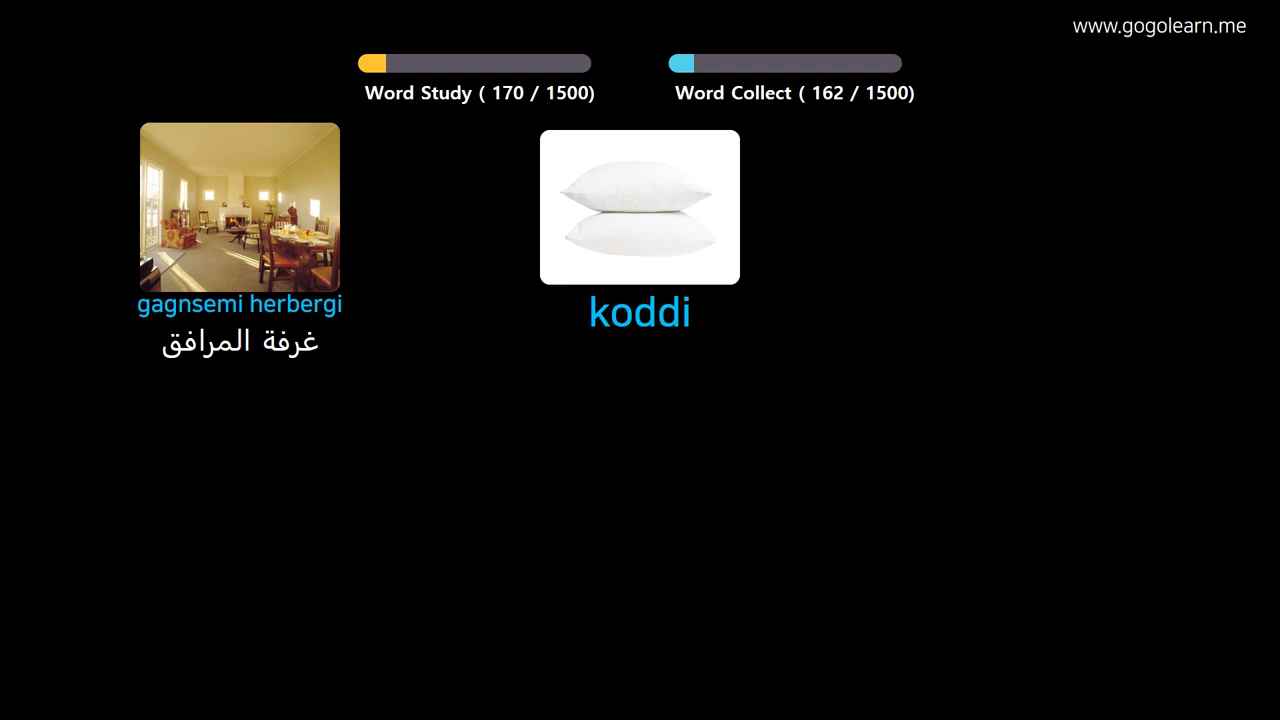 www.gogolearn.me
Word Study ( 170 / 1500)
Word Collect ( 162 / 1500)
gagnsemi herbergi
غرفة المرافق
koddi